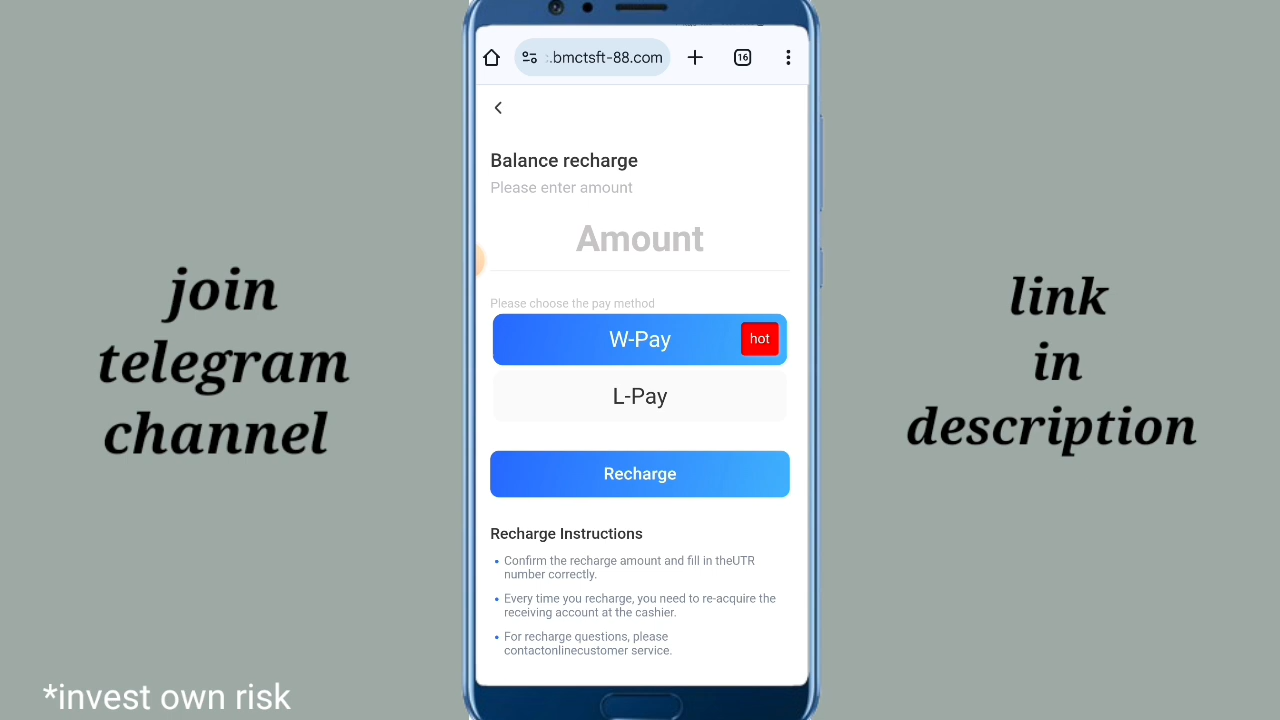 16
:.bmctsft-88.com
Balance recharge
Please enter amount
Amount
Please choose the pay method
W-Pay
hot
L-Pay
Recharge
Recharge Instructions
Confirm the recharge amount and fill in theUTR
number correctly.
Every time you recharge, you need to re-acquire the
receiving account at the cashier.
For recharge questions, please
contactonlinecustomer service.
join
telegram
channel
link
in
description
*invest own risk